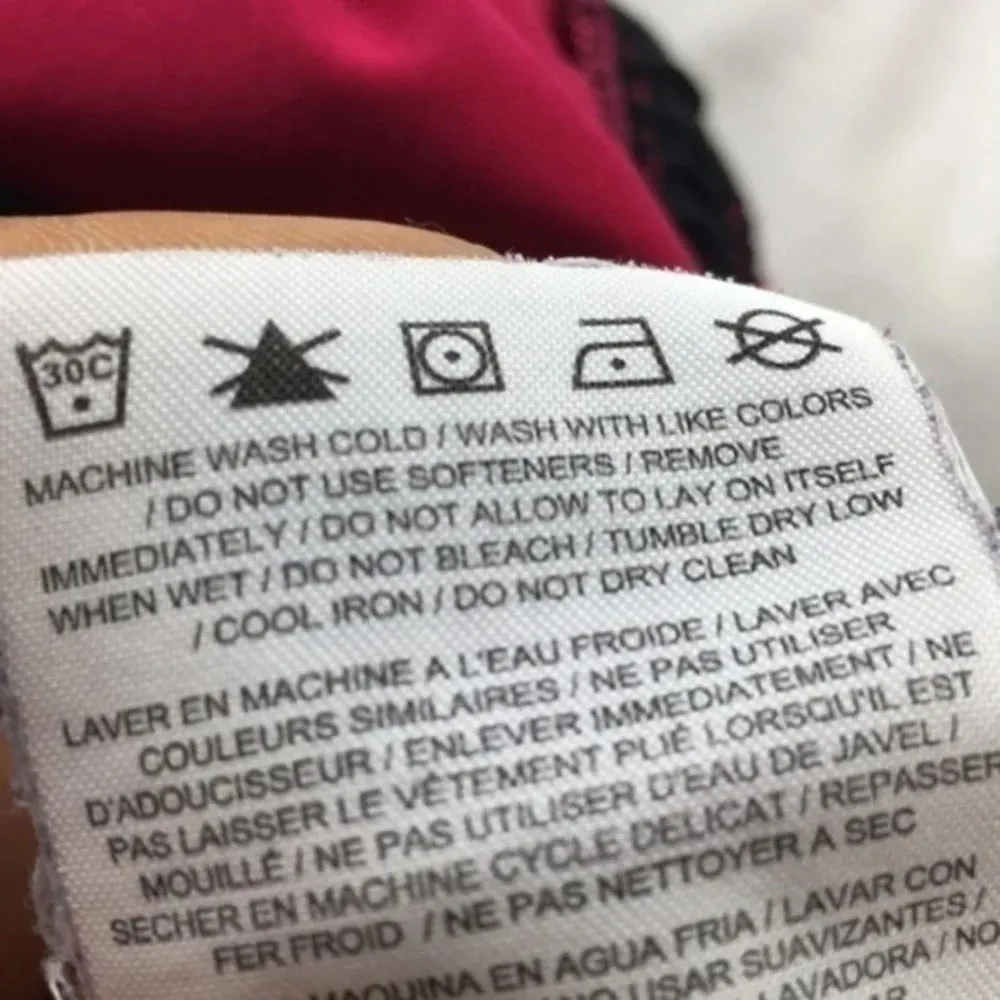 30C
MACHINE WASH COLD / WASH WITH LIKE COLORS
/ DO NOT USE SOFTENERS / REMOVE
IMMEDIATELY / DO NOT ALLOW TO LAY ON ITSELF
WHEN WET / DO NOT BLEACH / TUMBLE DRY LOW
/ COOL IRON / DO NOT DRY CLEAN
LAVER EN MACHINE A L'EAU FROIDE / LAVER AVEC
COULEURS SIMILAIRES / NE PAS UTILISER
D'ADOUCISSEUR / ENLEVER IMMEDIATEMENT / NE
PAS LAISSER LE VÊTEMENT PLIÉ LORSQU'IL EST
MOUILLÉ / NE PAS UTILISER D'EAU DE JAVEL /
SECHER EN MACHINE CYCLE DELICAT / REPASSER
FER FROID / NE PAS NETTOYER A SEC
MAQUINA EN AGUA FRIA / LAVAR CON
NO USAR SUAVIZANTES /
LAVADORA / NO